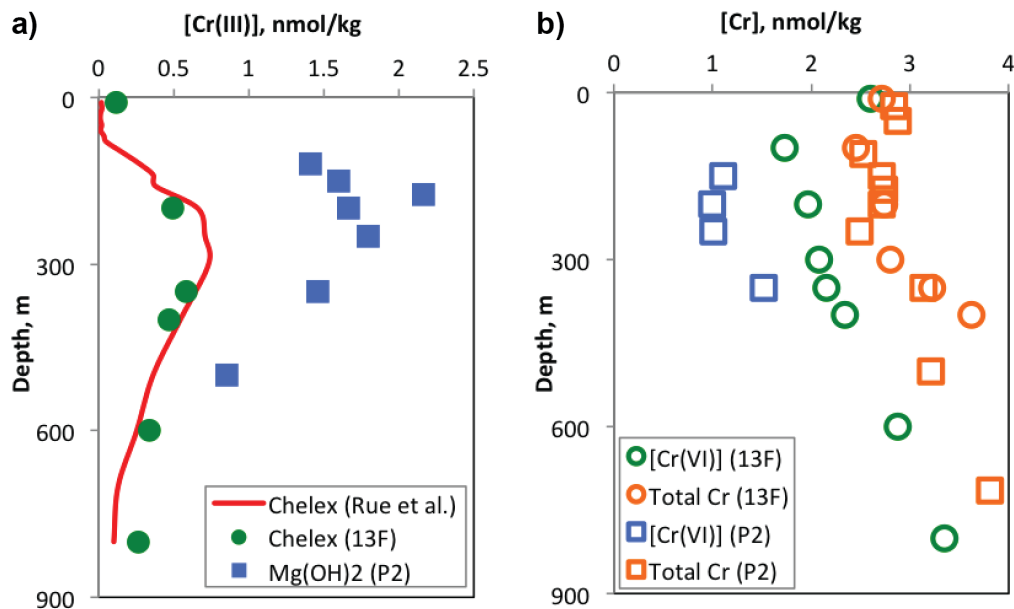 a)
[Cr(III)], nmol/kg
0 0.5 1 1.5 2 2.5
0
300
600
900
Depth, m
Chelex (Rue et al.)
Chelex (13F)
Mg(OH)2 (P2)
b)
[Cr], nmol/kg
0 1 2 3 4
0
300
600
900
Depth, m
[Cr(VI)] (13F)
Total Cr (13F)
[Cr(VI)] (P2)
Total Cr (P2)